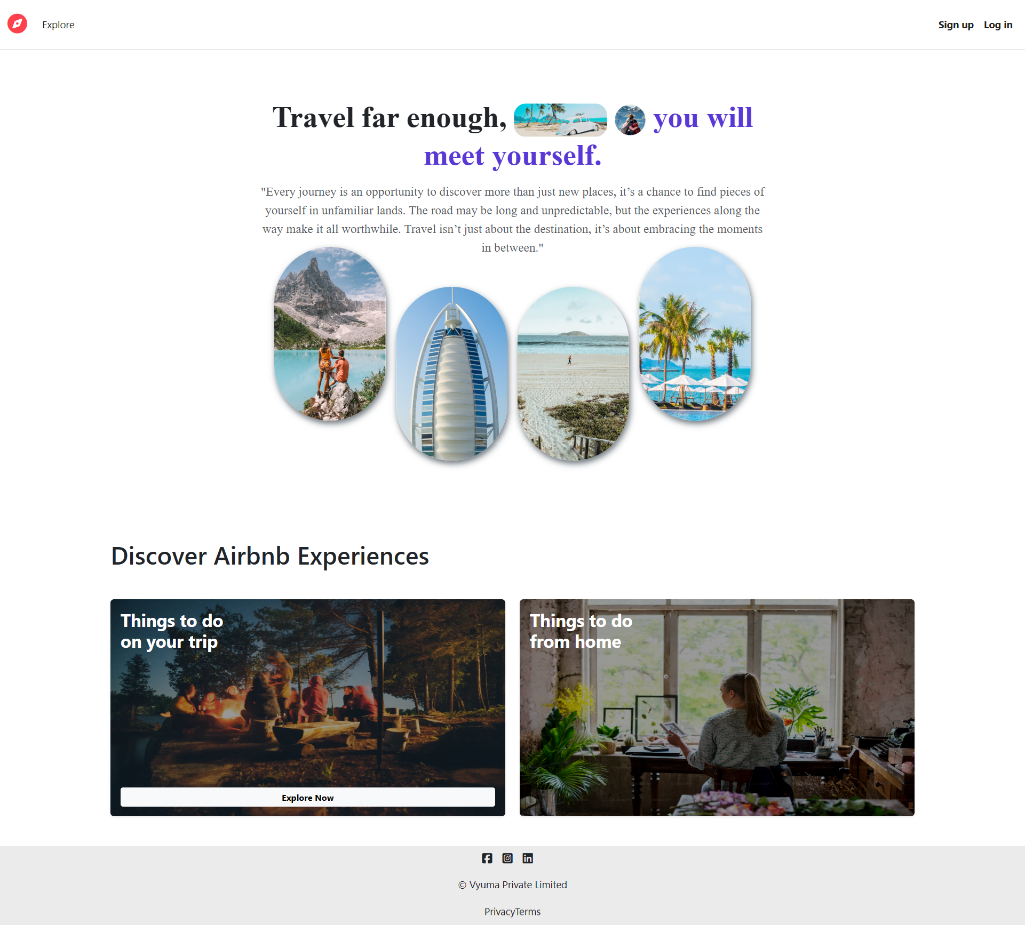 Explore
Sign up Log in
Travel far enough, you will
meet yourself.
"Every journey is an opportunity to discover more than just new places, it’s a chance to find pieces of
yourself in unfamiliar lands. The road may be long and unpredictable, but the experiences along the
way make it all worthwhile. Travel isn’t just about the destination, it’s about embracing the moments
in between."
Discover Airbnb Experiences
Things to do
on your trip
Explore Now
Things to do
from home
© Vyuma Private Limited
PrivacyTerms